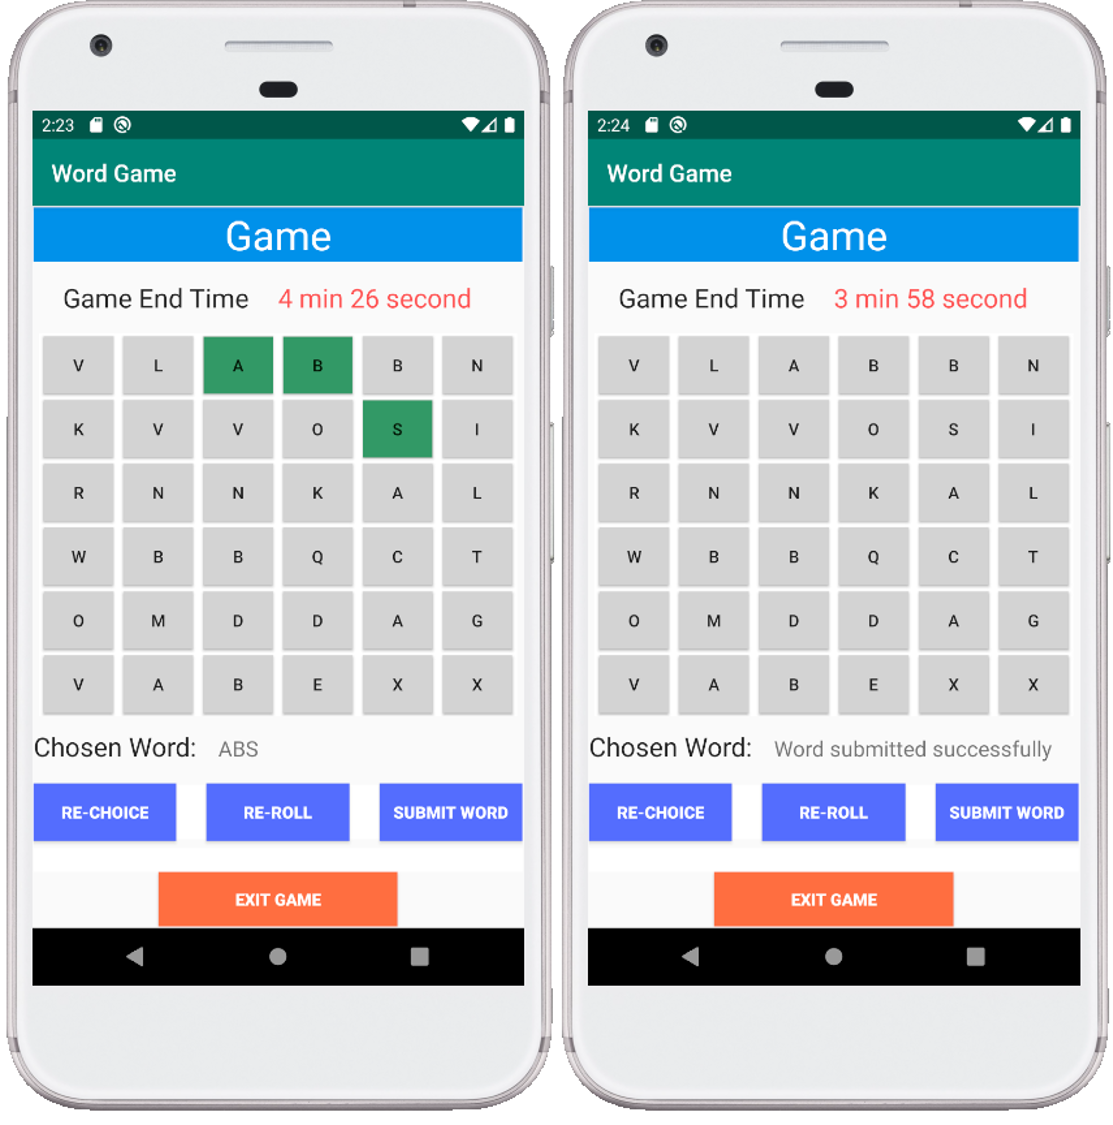 2:23
Word Game
Game
Game End Time 4 min 26 second
V L A B B N
K V V O S I
R N N K A L
W B B Q C T
O M D D A G
V A B E X X
Chosen Word: ABS
RE-CHOICE RE-ROLL SUBMIT WORD
EXIT GAME
2:24
Word Game
Game
Game End Time 3 min 58 second
V L A B B N
K V V O S I
R N N K A L
W B B Q C T
O M D D A G
V A B E X X
Chosen Word: Word submitted successfully
RE-CHOICE RE-ROLL SUBMIT WORD
EXIT GAME